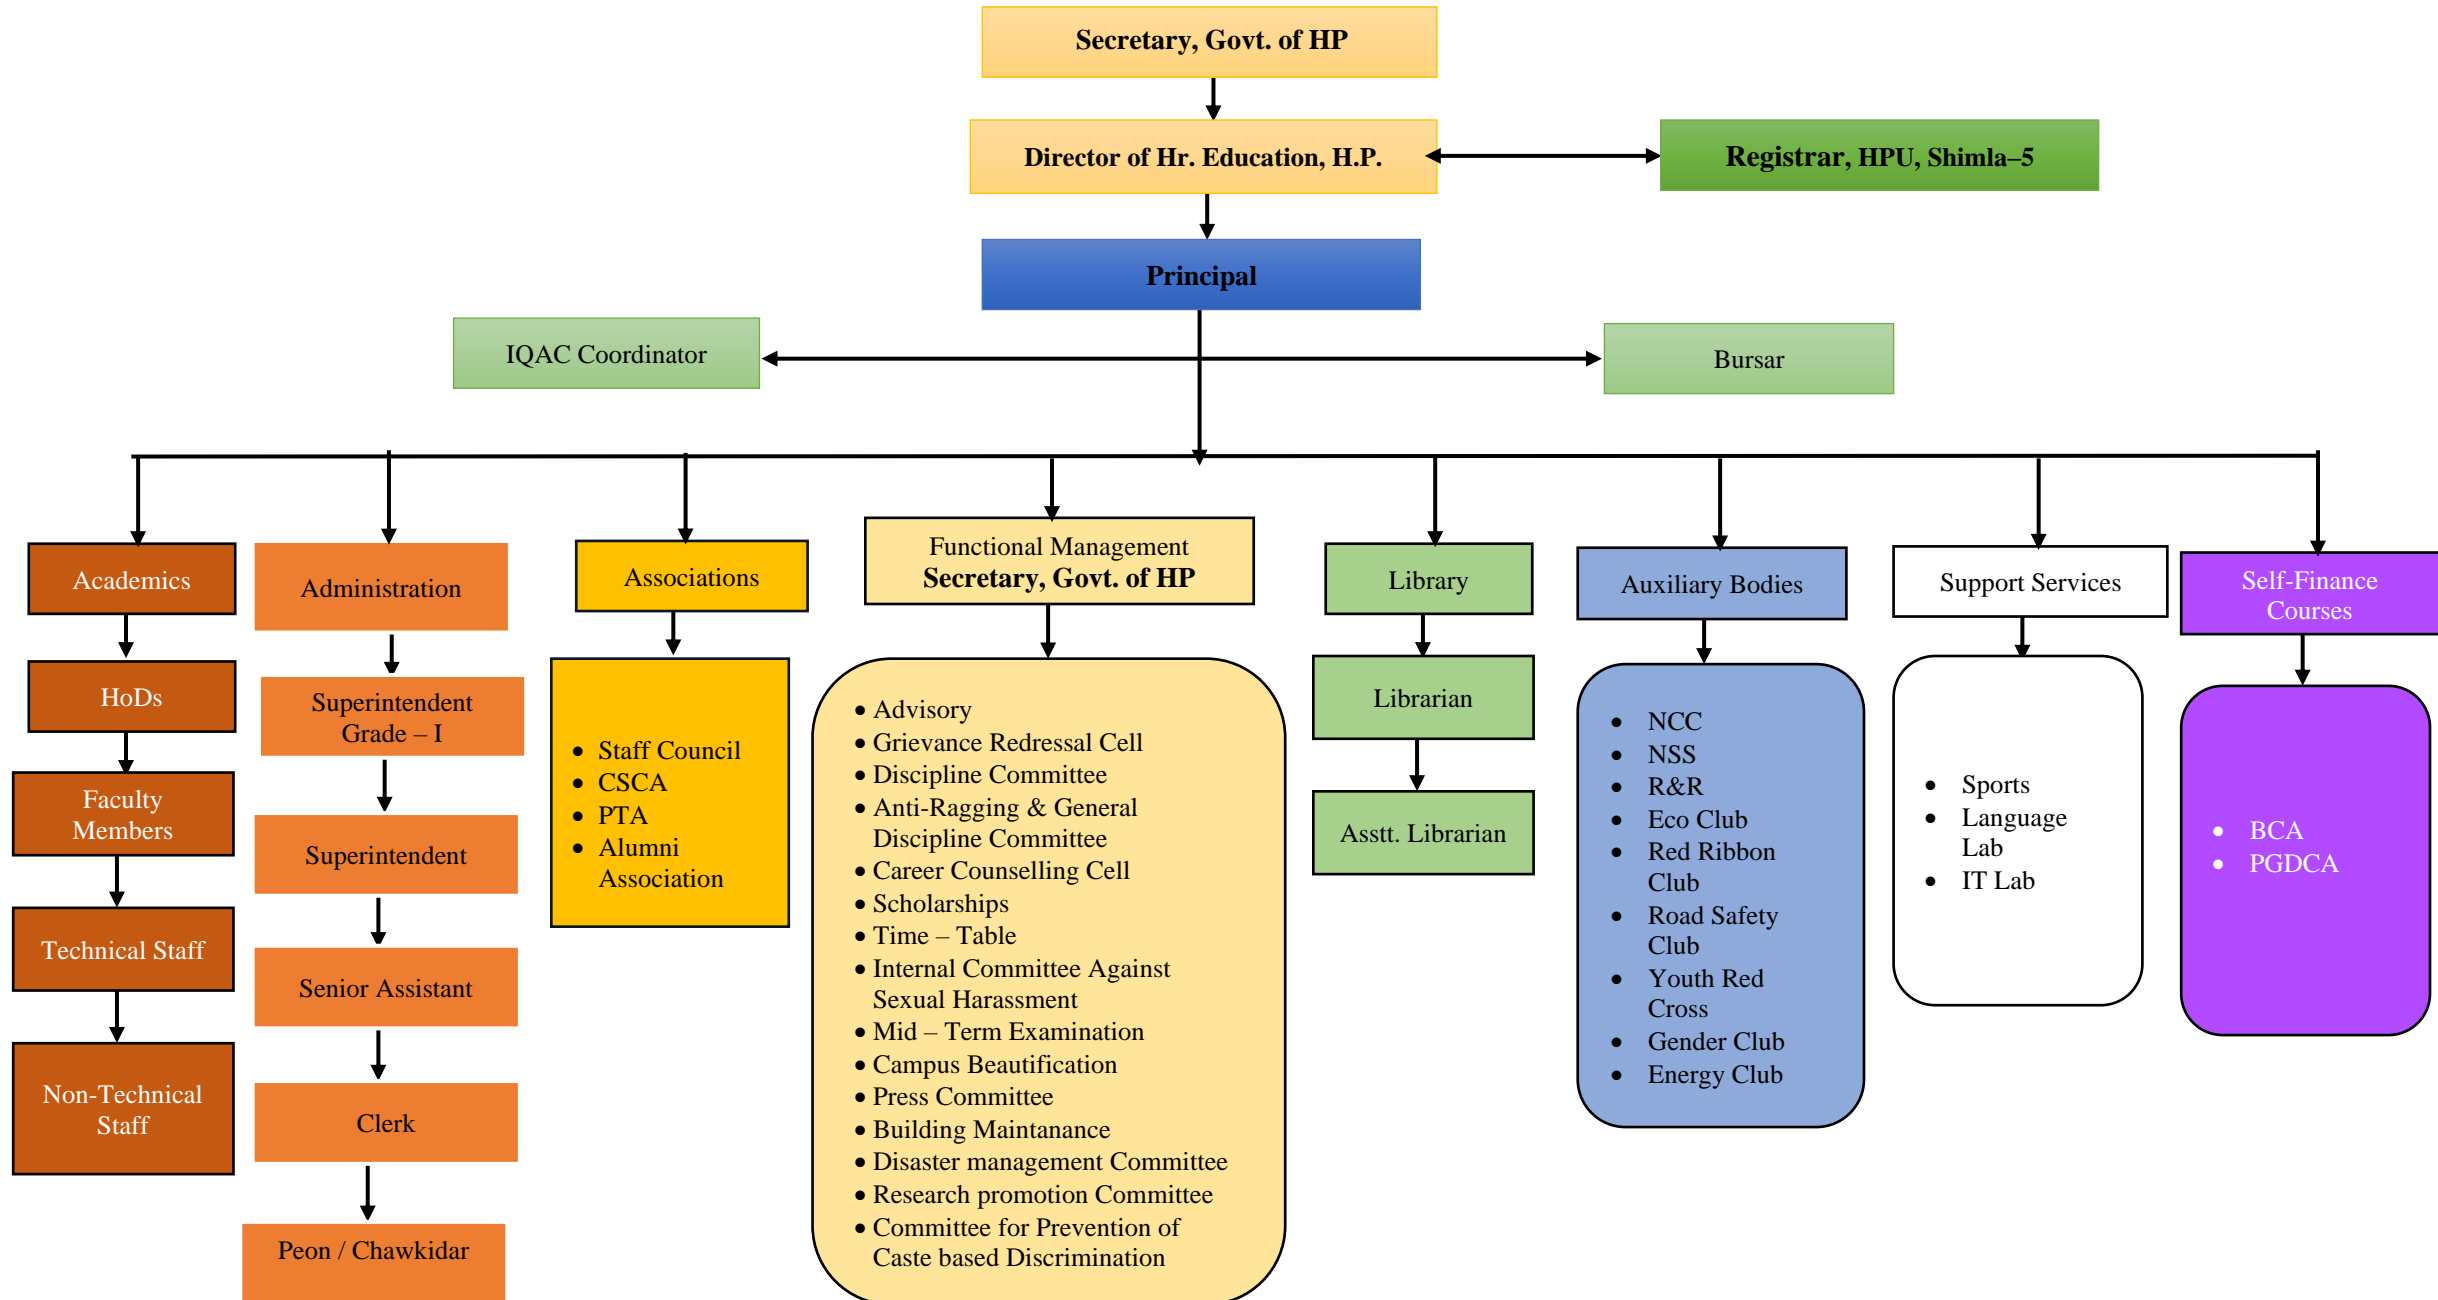 Secretary, Govt. of HP
Director of Hr. Education, H.P.
Registrar, HPU, Shimla–5
Principal
IQAC Coordinator
Bursar
Academics
HoDs
Faculty
Members
Technical Staff
Non-Technical
Staff
Administration
Superintendent
Grade – I
Superintendent
Senior Assistant
Clerk
Peon / Chawkidar
Associations
• Staff Council
• CSCA
• PTA
• Alumni
Association
Functional Management
Secretary, Govt. of HP
• Advisory
• Grievance Redressal Cell
• Discipline Committee
• Anti-Ragging & General
Discipline Committee
• Career Counselling Cell
• Scholarships
• Time – Table
• Internal Committee Against
Sexual Harassment
• Mid – Term Examination
• Campus Beautification
• Press Committee
• Building Maintanance
• Disaster management Committee
• Research promotion Committee
• Committee for Prevention of
Caste based Discrimination
Library
Librarian
Asstt. Librarian
Auxiliary Bodies
• NCC
• NSS
• R&R
• Eco Club
• Red Ribbon
Club
• Road Safety
Club
• Youth Red
Cross
• Gender Club
• Energy Club
Support Services
• Sports
• Language
Lab
• IT Lab
Self-Finance
Courses
• BCA
• PGDCA